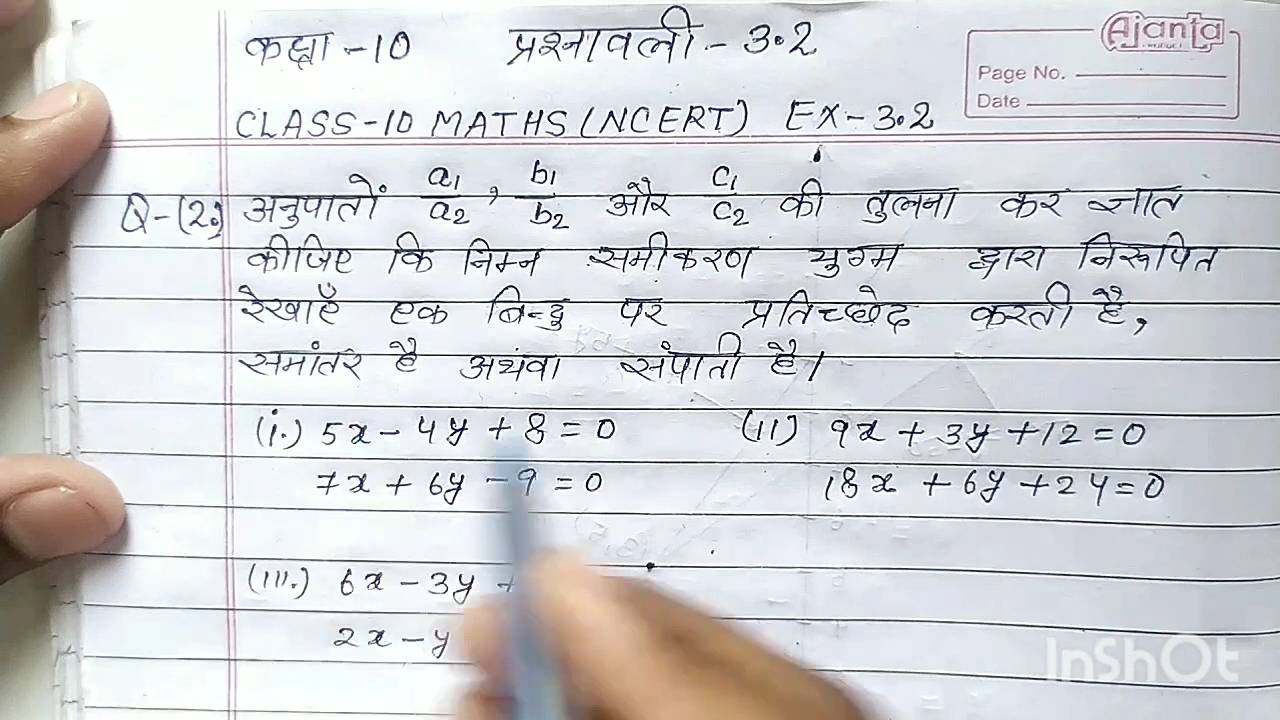 कक्षा -10 प्रश्नावली - 3.2
Ajanta
Page No.
Date
CLASS-10 MATHS (NCERT) EX-3.2
Q-(2.) अनुपातों a₁/a₂, b₁/b₂ और c₁/c₂ की तुलना कर ज्ञात
कीजिए कि निम्न समीकरण युग्म द्वारा निरूपित
रेखाएँ एक बिन्दु पर प्रतिच्छेद करती है,
समांतर है अथवा संपाती है।
(i.) 5x - 4y + 8 = 0 (II) 9x + 3y + 12 = 0
7x + 6y - 9 = 0 18x + 6y + 24 = 0
(III.) 6x - 3y +
2x - y
InShOt